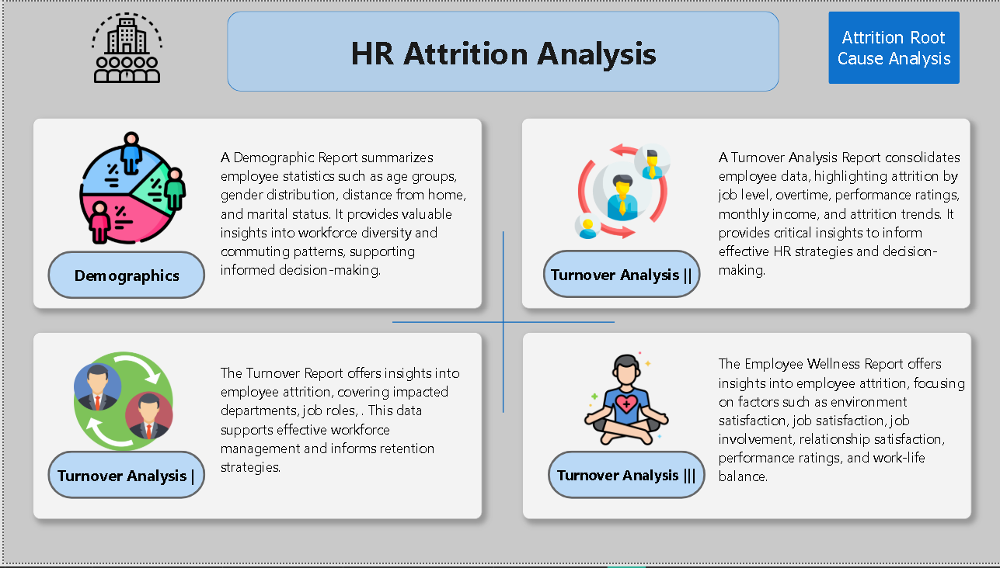 HR Attrition Analysis
Attrition Root
Cause Analysis
A Demographic Report summarizes
employee statistics such as age groups,
gender distribution, distance from home,
and marital status. It provides valuable
insights into workforce diversity and
commuting patterns, supporting
informed decision-making.
Demographics
A Turnover Analysis Report consolidates
employee data, highlighting attrition by
job level, overtime, performance ratings,
monthly income, and attrition trends. It
provides critical insights to inform
effective HR strategies and decision-
making.
Turnover Analysis ||
The Turnover Report offers insights into
employee attrition, covering impacted
departments, job roles, . This data
supports effective workforce
management and informs retention
strategies.
Turnover Analysis |
The Employee Wellness Report offers
insights into employee attrition, focusing
on factors such as environment
satisfaction, job satisfaction, job
involvement, relationship satisfaction,
performance ratings, and work-life
balance.
Turnover Analysis |||